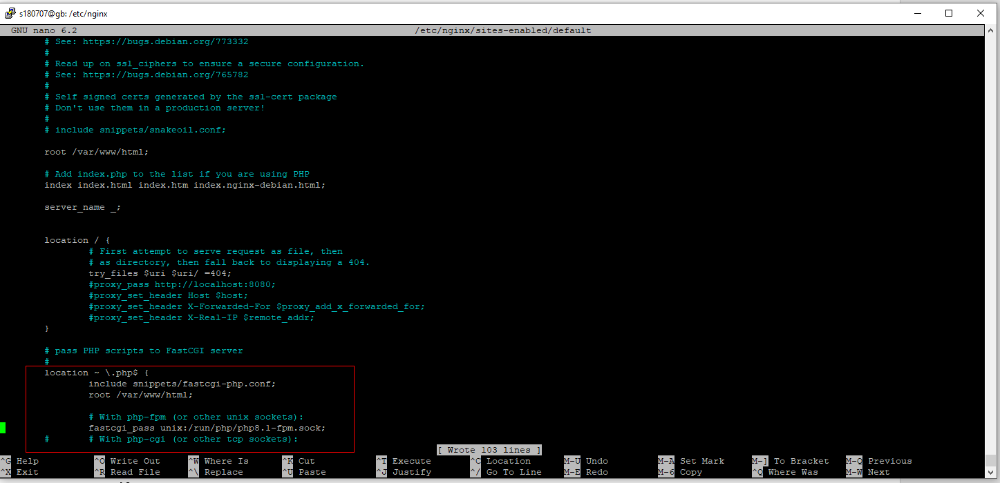 s180707@gb: /etc/nginx
GNU nano 6.2 /etc/nginx/sites-enabled/default
# See: https://bugs.debian.org/773332
#
# Read up on ssl_ciphers to ensure a secure configuration.
# See: https://bugs.debian.org/765782
#
# Self signed certs generated by the ssl-cert package
# Don't use them in a production server!
#
# include snippets/snakeoil.conf;
root /var/www/html;
# Add index.php to the list if you are using PHP
index index.html index.htm index.nginx-debian.html;
server_name _;
location / {
# First attempt to serve request as file, then
# as directory, then fall back to displaying a 404.
try_files $uri $uri/ =404;
#proxy_pass http://localhost:8080;
#proxy_set_header Host $host;
#proxy_set_header X-Forwarded-For $proxy_add_x_forwarded_for;
#proxy_set_header X-Real-IP $remote_addr;
}
# pass PHP scripts to FastCGI server
#
location ~ \.php$ {
include snippets/fastcgi-php.conf;
root /var/www/html;
# With php-fpm (or other unix sockets):
fastcgi_pass unix:/run/php/php8.1-fpm.sock;
# # With php-cgi (or other tcp sockets):
[ Wrote 103 lines ]
^G Help ^O Write Out ^W Where Is ^K Cut ^T Execute ^C Location M-U Undo M-A Set Mark M-] To Bracket M-Q Previous
^X Exit ^R Read File ^\ Replace ^U Paste ^J Justify ^/ Go To Line M-E Redo M-6 Copy ^Q Where Was M-W Next